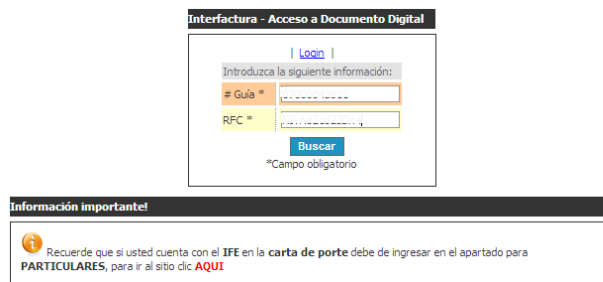 Interfactura - Acceso a Documento Digital
| Login |
Introduzca la siguiente información:
# Guía *
RFC *
Buscar
*Campo obligatorio
Información importante!
Recuerde que si usted cuenta con el IFE en la carta de porte debe de ingresar en el apartado para
PARTICULARES, para ir al sitio clic AQUI